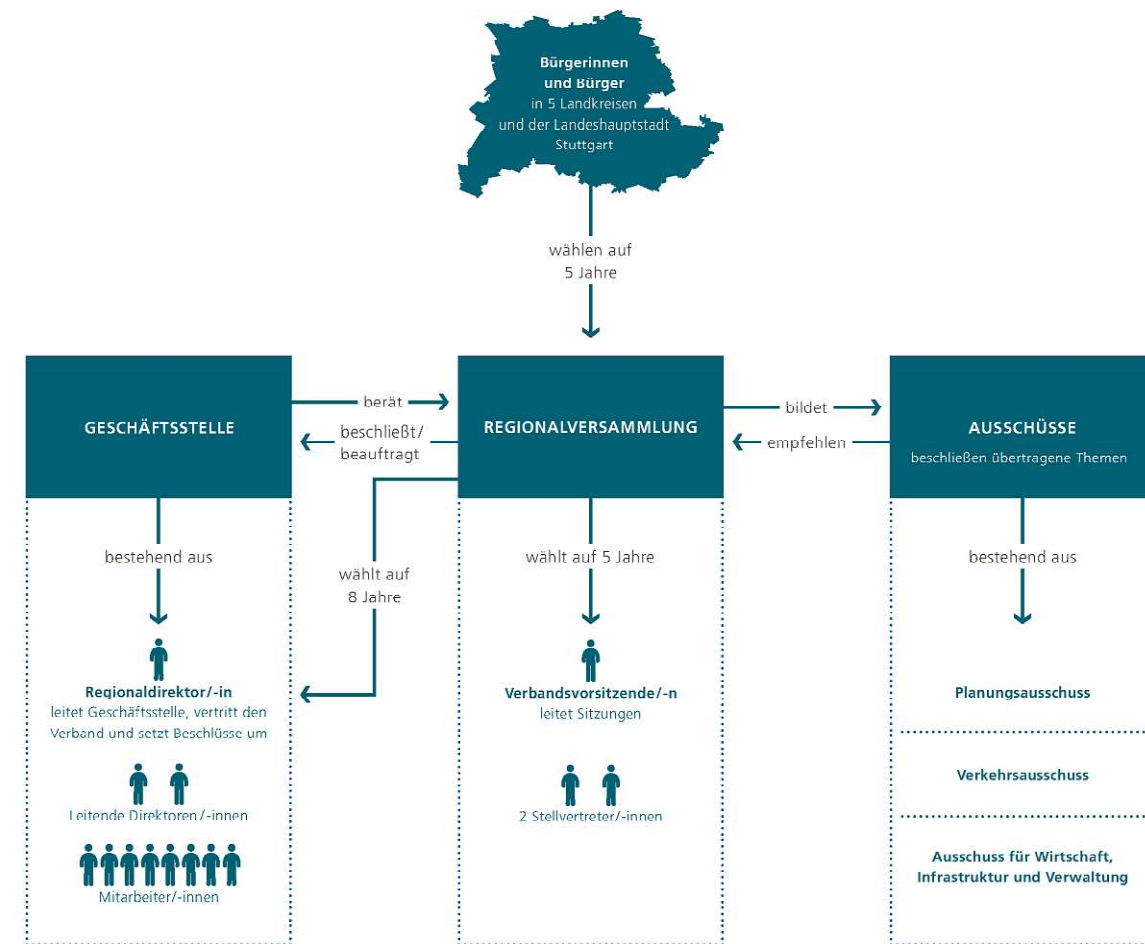 Bürgerinnen
und Bürger
in 5 Landkreisen
und der Landeshauptstadt
Stuttgart
wählen auf
5 Jahre
GESCHÄFTSSTELLE
berät
beschließt/
beauftragt
REGIONALVERSAMMLUNG
bildet
empfehlen
AUSSCHÜSSE
beschließen übertragene Themen
bestehend aus
wählt auf
8 Jahre
wählt auf 5 Jahre
bestehend aus
Regionaldirektor/-in
leitet Geschäftsstelle, vertritt den
Verband und setzt Beschlüsse um
Leitende Direktoren/-innen
Mitarbeiter/-innen
Verbandsvorsitzende/-n
leitet Sitzungen
2 Stellvertreter/-innen
Planungsausschuss
Verkehrsausschuss
Ausschuss für Wirtschaft,
Infrastruktur und Verwaltung